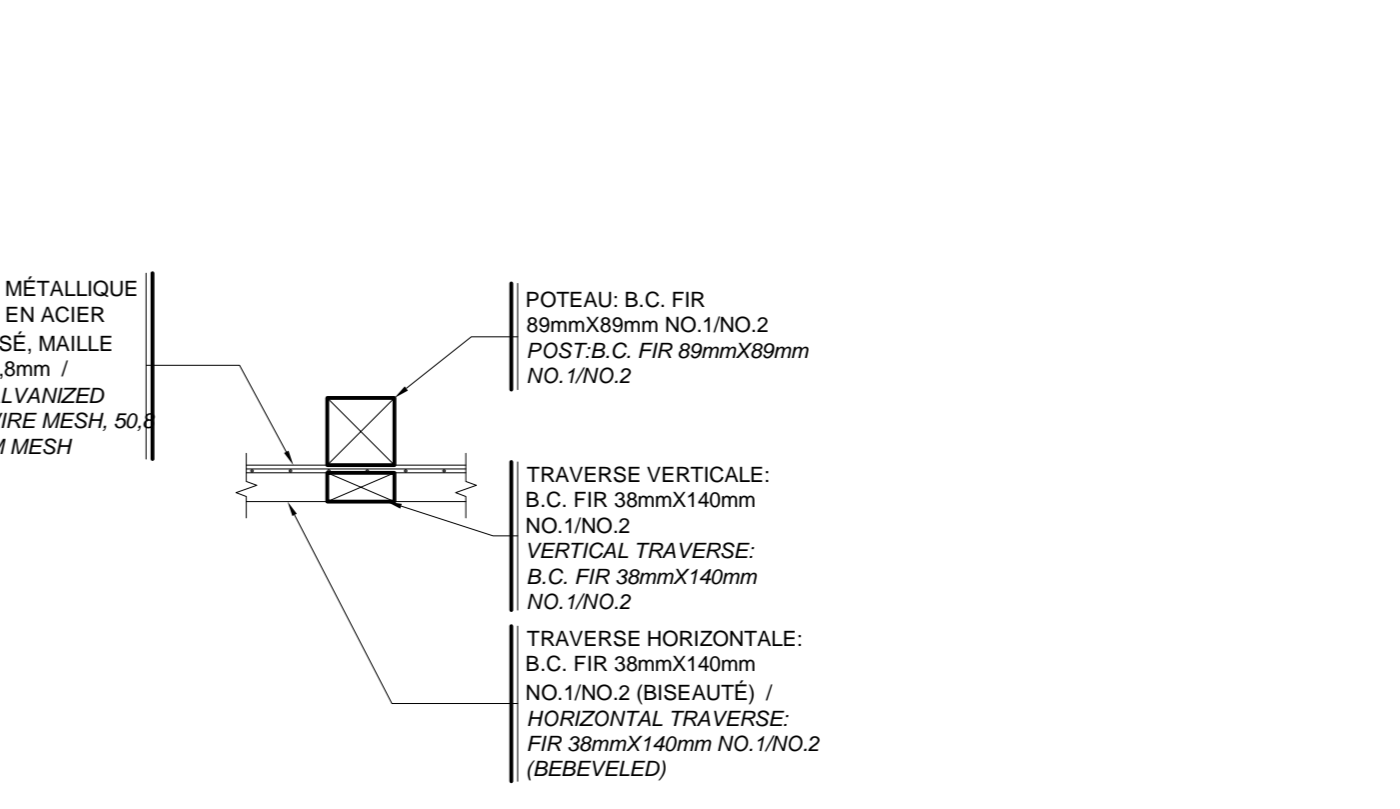 MÉTALLIQUE
EN ACIER
SÉ, MAILLE
,8mm /
LVANIZED
IRE MESH, 50,8
MESH
POTEAU: B.C. FIR
89mmX89mm NO.1/NO.2
POST:B.C. FIR 89mmX89mm
NO.1/NO.2
TRAVERSE VERTICALE:
B.C. FIR 38mmX140mm
NO.1/NO.2
VERTICAL TRAVERSE:
B.C. FIR 38mmX140mm
NO.1/NO.2
TRAVERSE HORIZONTALE:
B.C. FIR 38mmX140mm
NO.1/NO.2 (BISEAUTÉ) /
HORIZONTAL TRAVERSE:
FIR 38mmX140mm NO.1/NO.2
(BEBEVELED)